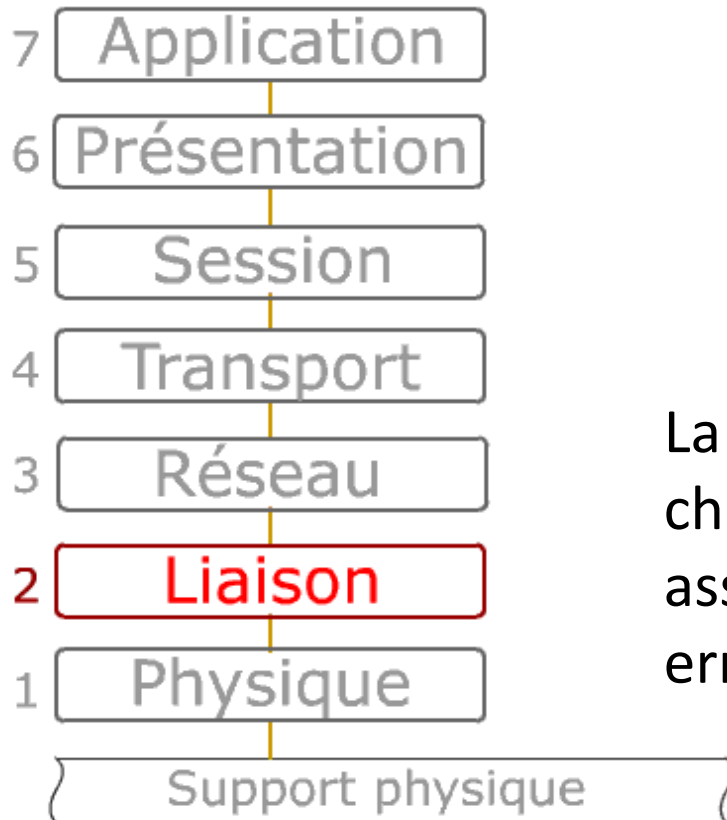 7 Application
6 Présentation
5 Session
4 Transport
3 Réseau
La
ch
ass
2 Liaison
err
1 Physique
Support physique